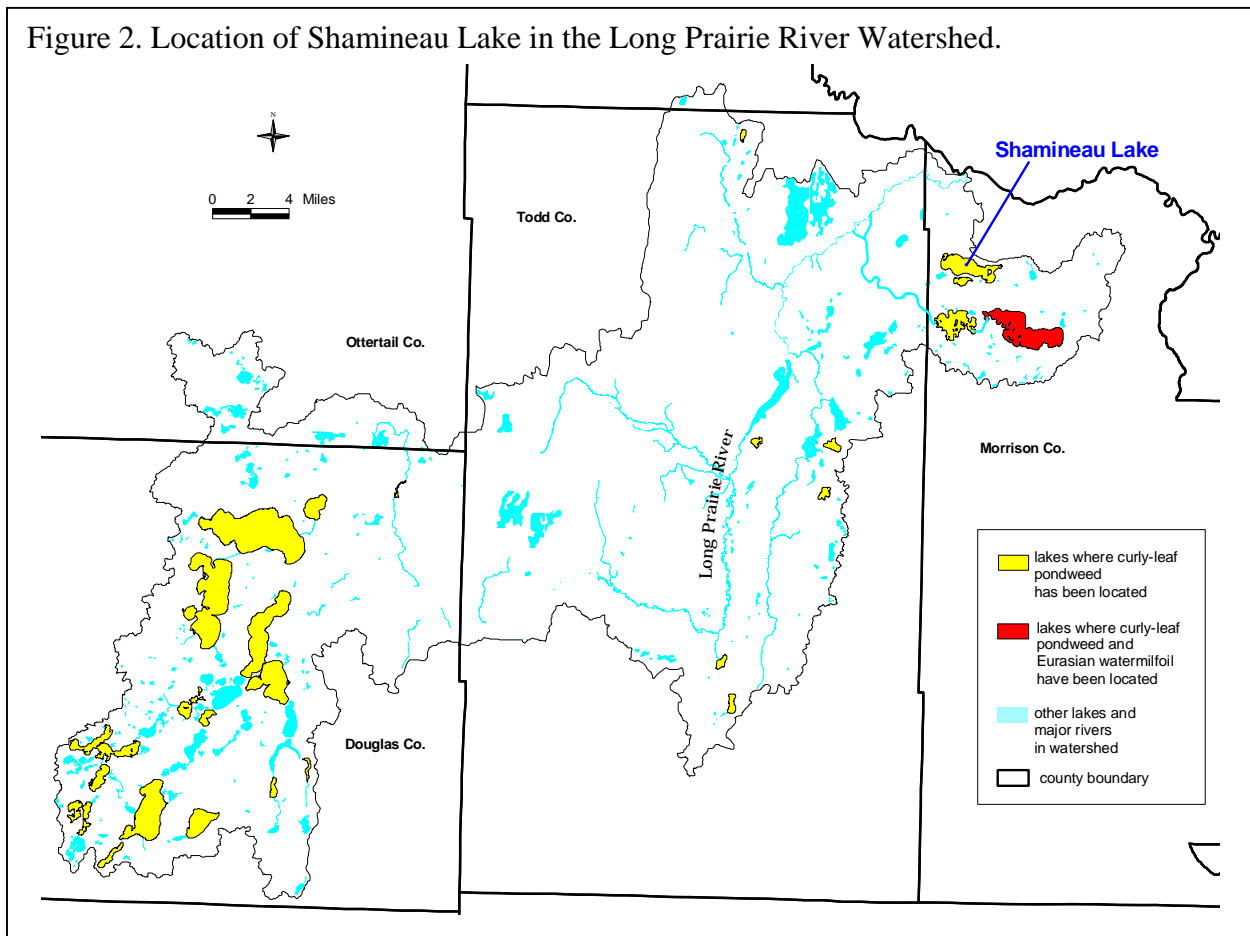 Figure 2. Location of Shamineau Lake in the Long Prairie River Watershed.
N
Shamineau Lake
0 2 4 Miles
Todd Co.
Ottertail Co.
Long Prairie River
Morrison Co.
Douglas Co.
lakes where curly-leaf
pondweed
has been located
lakes where curly-leaf
pondweed and
Eurasian watermilfoil
have been located
other lakes and
major rivers
in watershed
county boundary